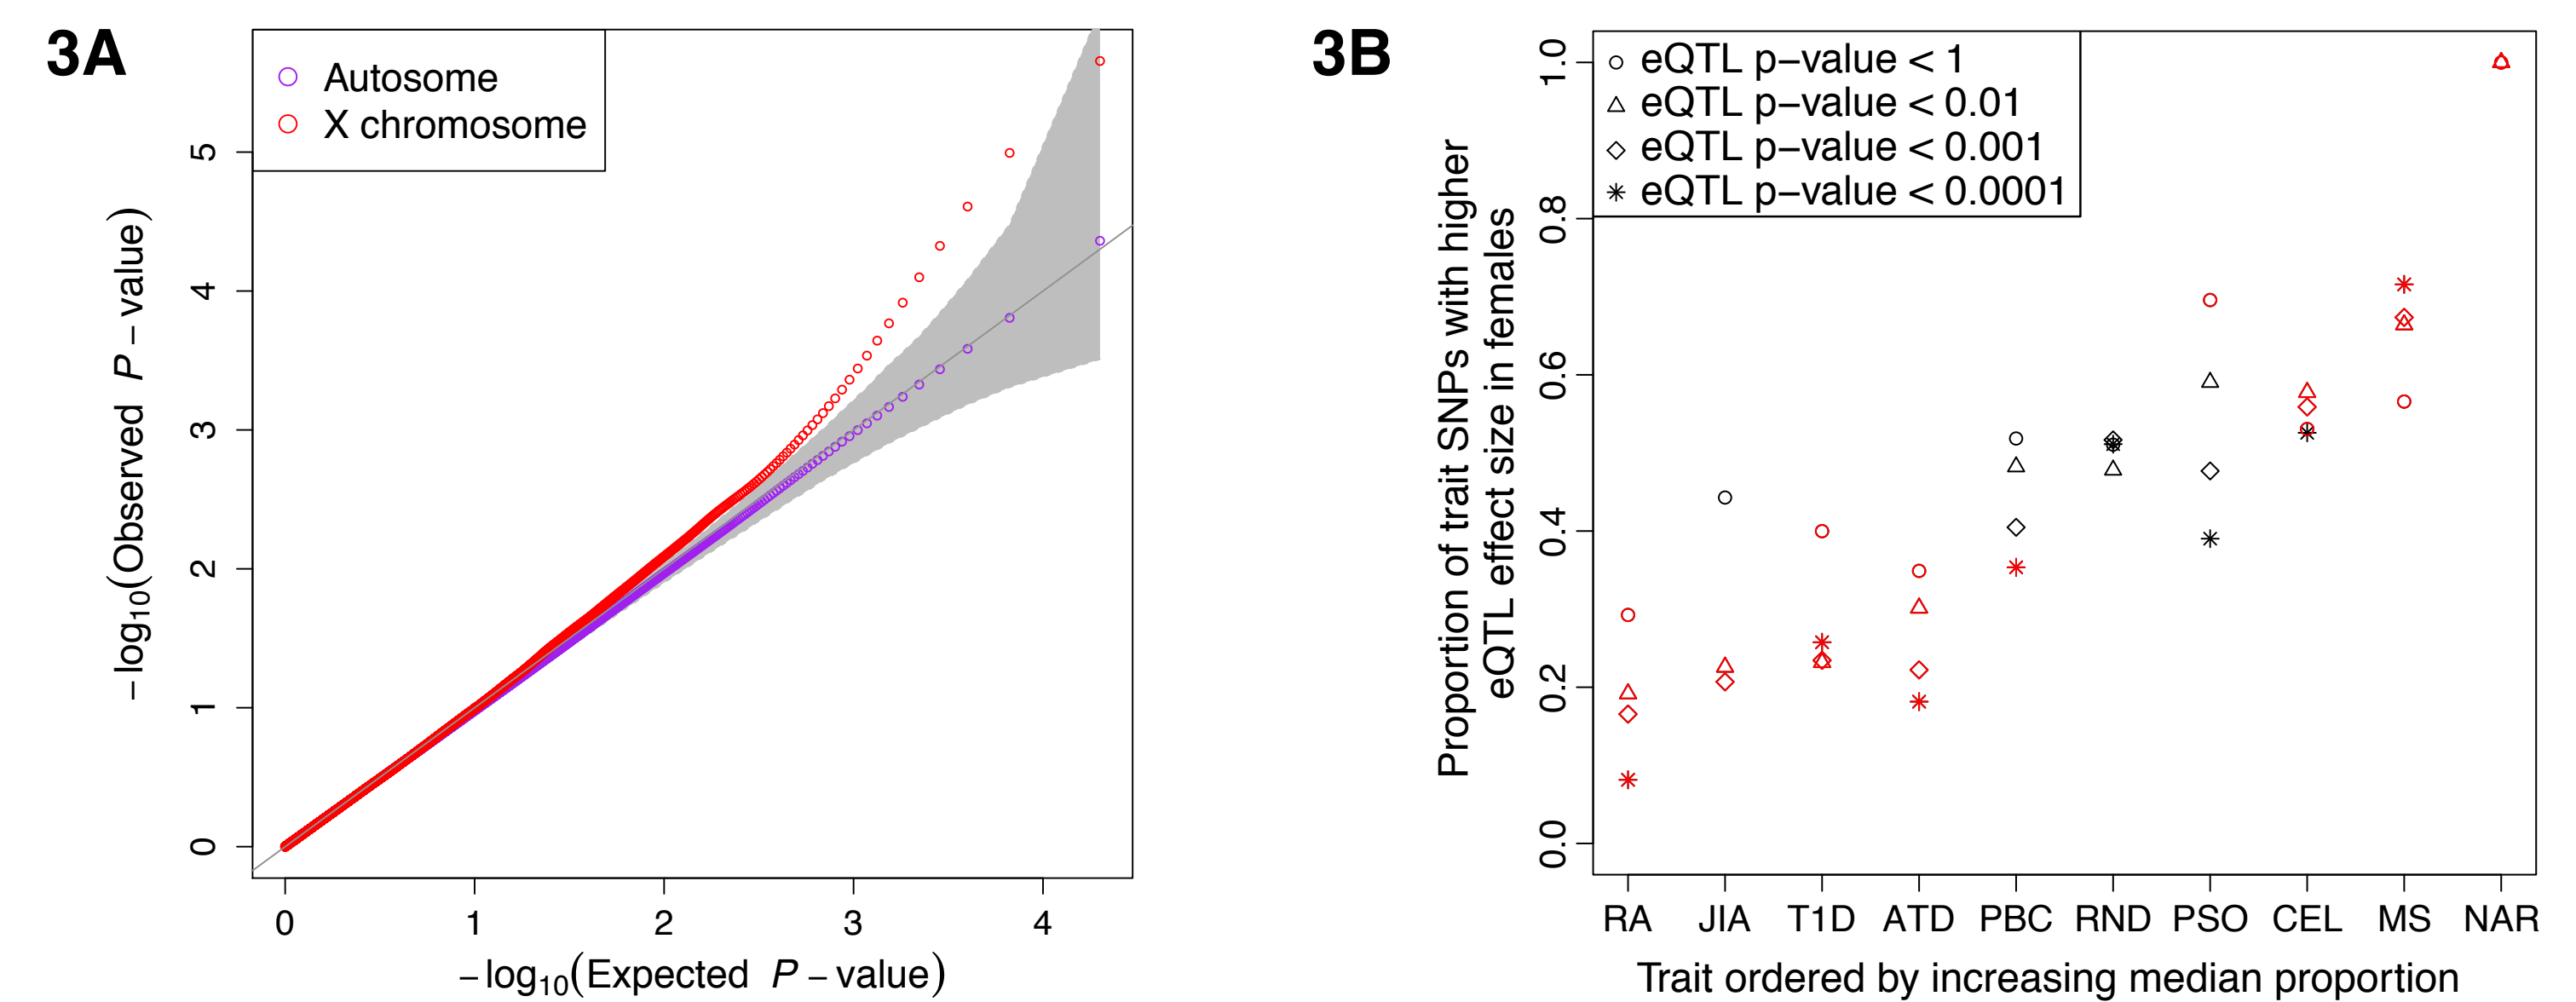 3A
Autosome
X chromosome
−log10(Observed P − value)
5
4
3
2
1
0
0 1 2 3 4
−log10(Expected P − value)
3B
eQTL p−value < 1
eQTL p−value < 0.01
eQTL p−value < 0.001
eQTL p−value < 0.0001
Proportion of trait SNPs with higher
eQTL effect size in females
1.0
0.8
0.6
0.4
0.2
0.0
RA JIA T1D ATD PBC RND PSO CEL MS NAR
Trait ordered by increasing median proportion